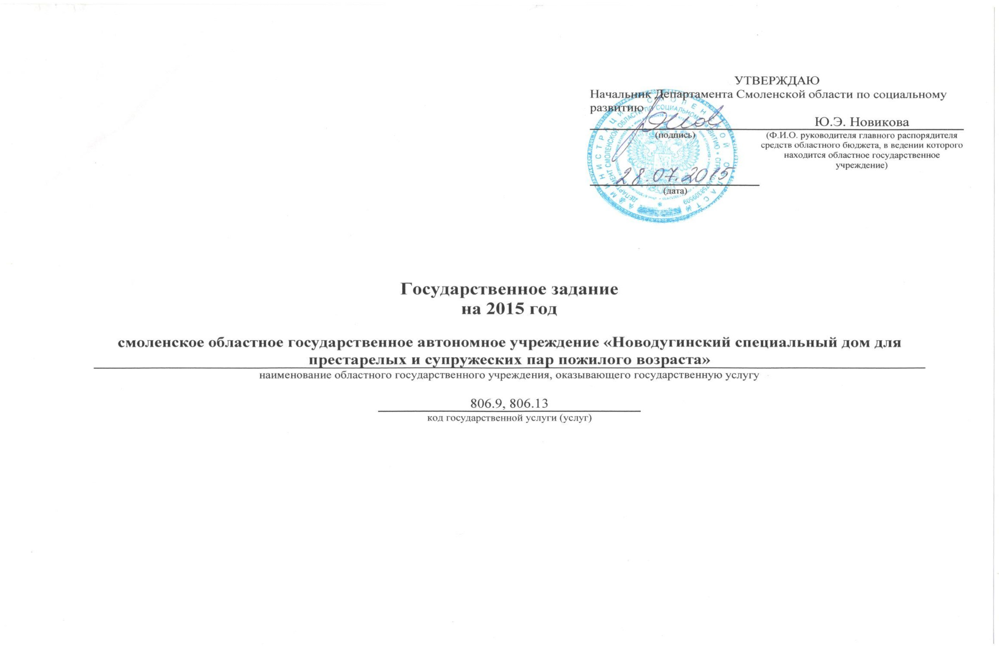 УТВЕРЖДАЮ
Начальник Департамента Смоленской области по социальному
развитию
Ю.Э. Новикова
(подпись)
(Ф.И.О. руководителя главного распорядителя
средств областного бюджета, в ведении которого
находится областное государственное
учреждение)
28.07.2015
(дата)
АДМИНИСТРАЦИЯ СМОЛЕНСКОЙ ОБЛАСТИ
ДЕПАРТАМЕНТ СМОЛЕНСКОЙ ОБЛАСТИ ПО СОЦИАЛЬНОМУ РАЗВИТИЮ
Государственное задание
на 2015 год
смоленское областное государственное автономное учреждение «Новодугинский специальный дом для
престарелых и супружеских пар пожилого возраста»
наименование областного государственного учреждения, оказывающего государственную услугу
806.9, 806.13
код государственной услуги (услуг)